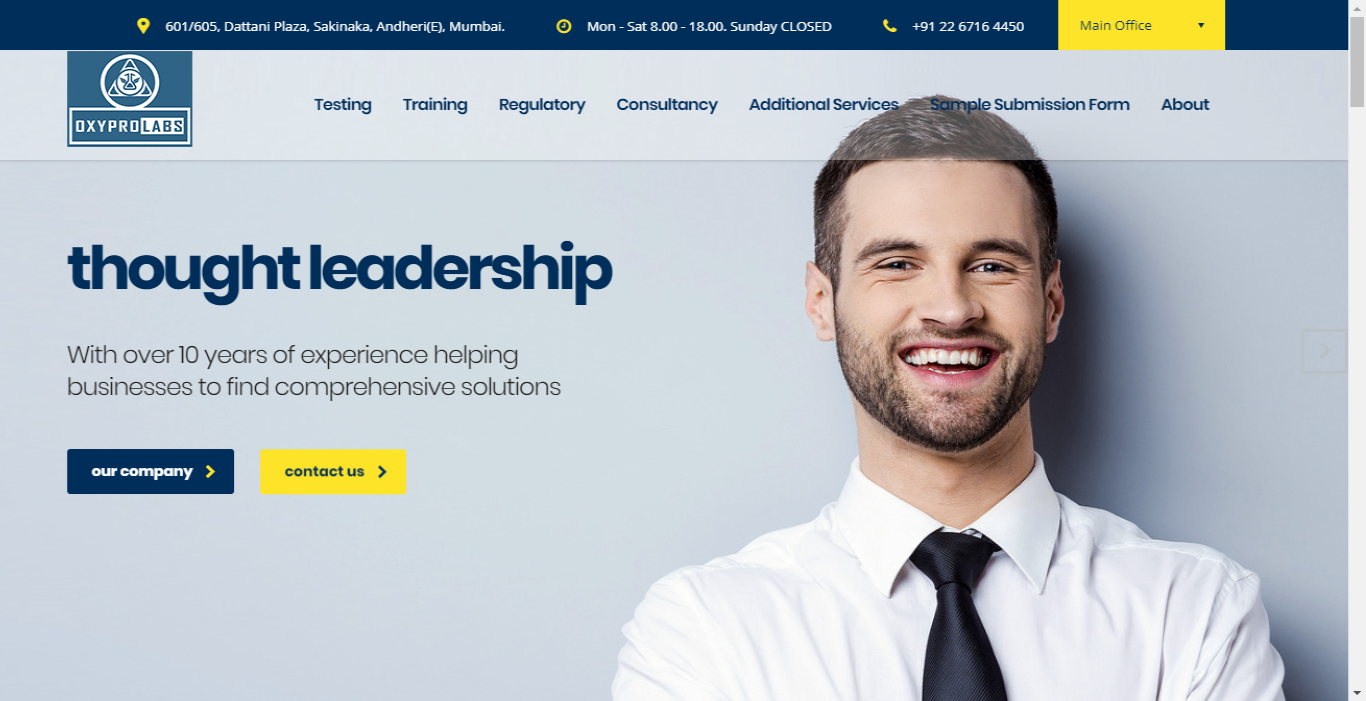 601/605, Dattani Plaza, Sakinaka, Andheri(E), Mumbai.
Mon - Sat 8.00 - 18.00. Sunday CLOSED
+91 22 6716 4450
Main Office
OXYPROLABS
Testing
Training
Regulatory
Consultancy
Additional Services
Sample Submission Form
About
thought leadership
With over 10 years of experience helping
businesses to find comprehensive solutions
our company
contact us